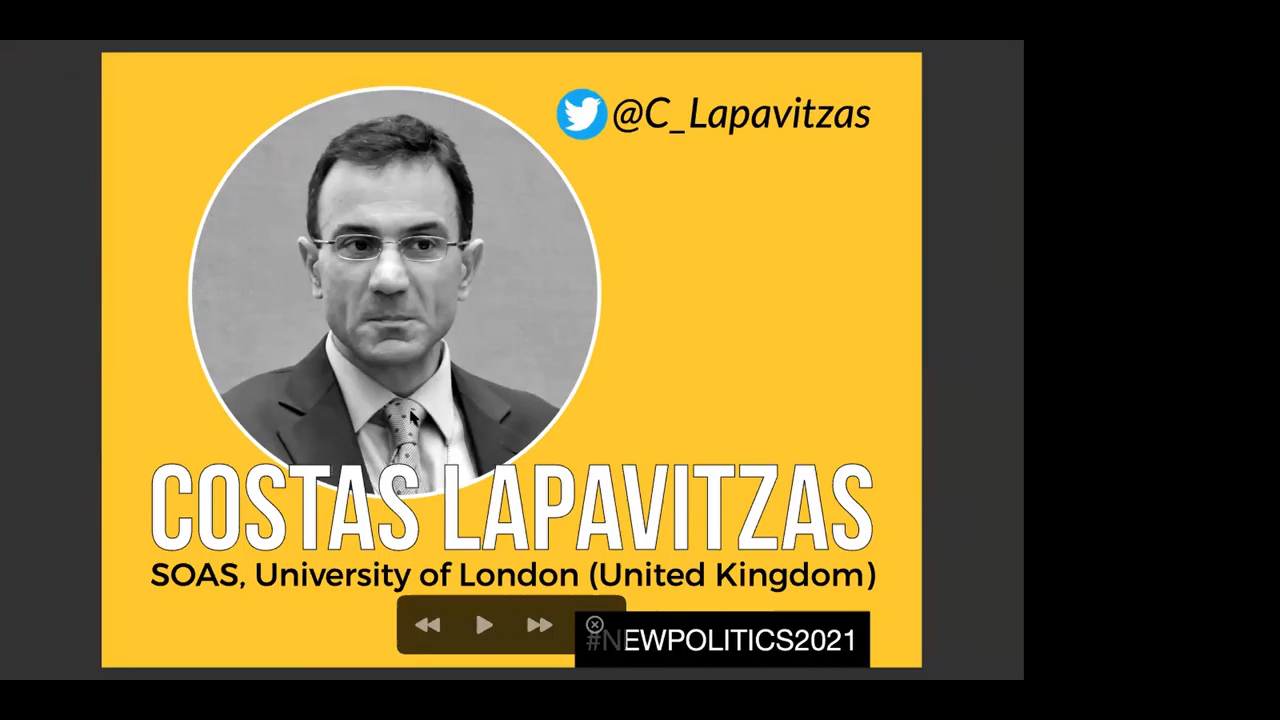 @C_Lapavitzas
COSTAS LAPAVITZAS
SOAS, University of London (United Kingdom)
#NEWPOLITICS2021